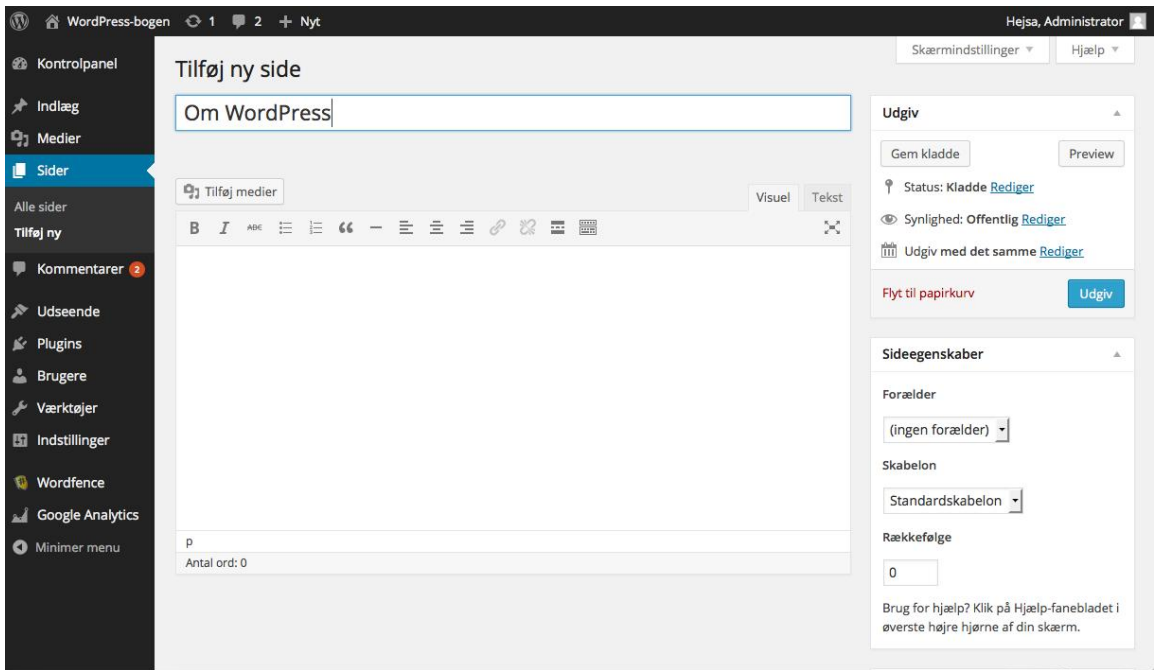 WordPress-bogen 1 2 + Nyt Hejsa, Administrator
Skærmindstillinger Hjælp
Kontrolpanel
Indlæg
Medier
Sider
Alle sider
Tilføj ny
Kommentarer 2
Udseende
Plugins
Brugere
Værktøjer
Indstillinger
Wordfence
Google Analytics
Minimer menu
Tilføj ny side
Om WordPress
Tilføj medier
Visuel Tekst
B I ABC
p
Antal ord: 0
Udgiv
Gem kladde Preview
Status: Kladde Rediger
Synlighed: Offentlig Rediger
Udgiv med det samme Rediger
Flyt til papirkurv Udgiv
Sideegenskaber
Forælder
(ingen forælder)
Skabelon
Standardskabelon
Rækkefølge
0
Brug for hjælp? Klik på Hjælp-fanebladet i
øverste højre hjørne af din skærm.